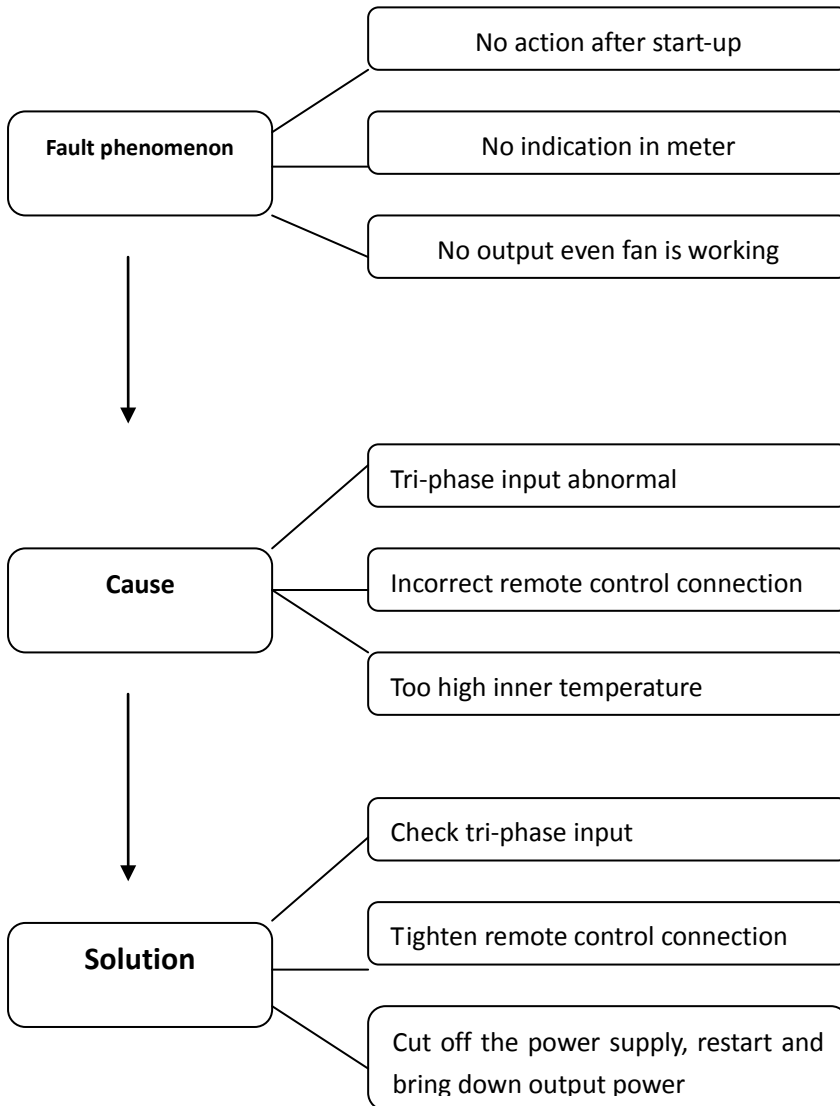 No action after start-up
Fault phenomenon
No indication in meter
No output even fan is working
Tri-phase input abnormal
Cause
Incorrect remote control connection
Too high inner temperature
Check tri-phase input
Solution
Tighten remote control connection
Cut off the power supply, restart and
bring down output power